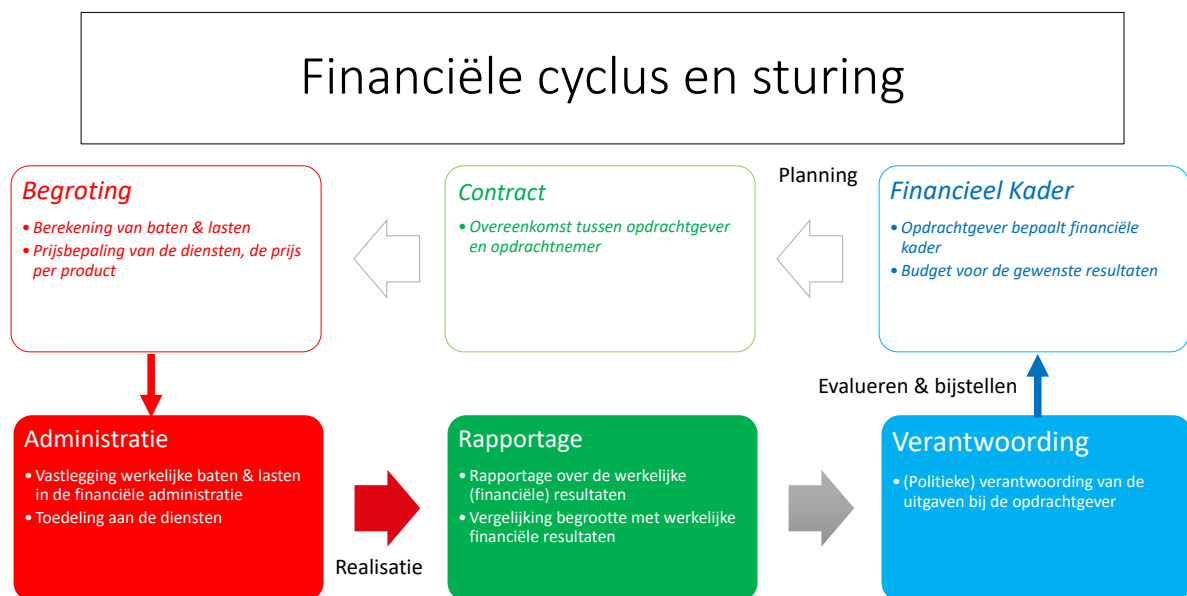 Financiële cyclus en sturing
Begroting
• Berekening van baten & lasten
• Prijsbepaling van de diensten, de prijs
per product
Contract
• Overeenkomst tussen opdrachtgever
en opdrachtnemer
Planning
Financieel Kader
• Opdrachtgever bepaalt financiële
kader
• Budget voor de gewenste resultaten
Evalueren & bijstellen
Administratie
• Vastlegging werkelijke baten & lasten
in de financiële administratie
• Toedeling aan de diensten
Realisatie
Rapportage
• Rapportage over de werkelijke
(financiële) resultaten
• Vergelijking begrootte met werkelijke
financiële resultaten
Verantwoording
• (Politieke) verantwoording van de
uitgaven bij de opdrachtgever